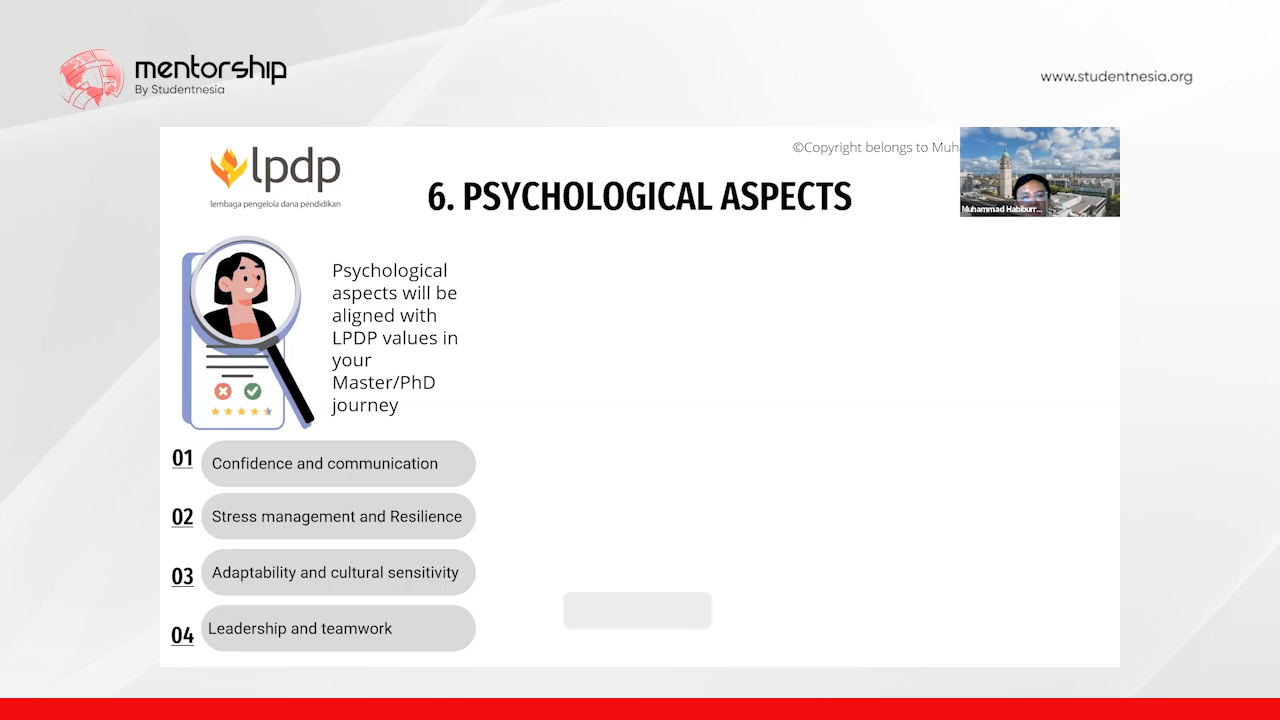 mentorship
By Studentnesia
www.studentnesia.org
lpdp
lembaga pengelola dana pendidikan
©Copyright belongs to
6. PSYCHOLOGICAL ASPECTS
Muhammad Habiburr...
Psychological
aspects will be
aligned with
LPDP values in
your
Master/PhD
journey
01 Confidence and communication
02 Stress management and Resilience
03 Adaptability and cultural sensitivity
04 Leadership and teamwork